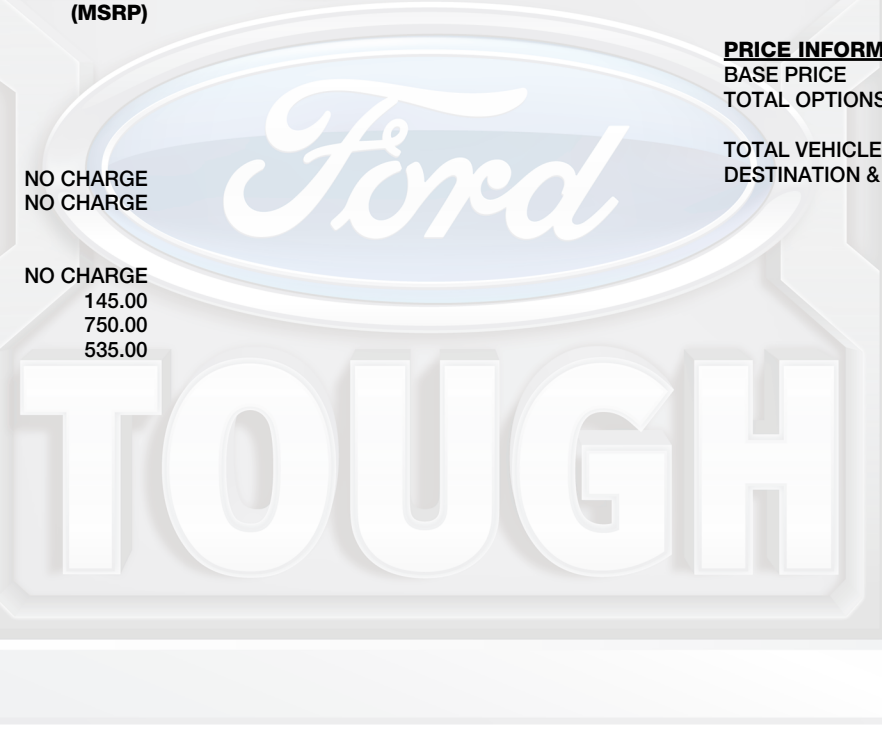 (MSRP)
NO CHARGE
NO CHARGE
NO CHARGE
145.00
750.00
535.00
PRICE INFORM
BASE PRICE
TOTAL OPTIONS
TOTAL VEHICLE
DESTINATION &
Ford
TOUGH